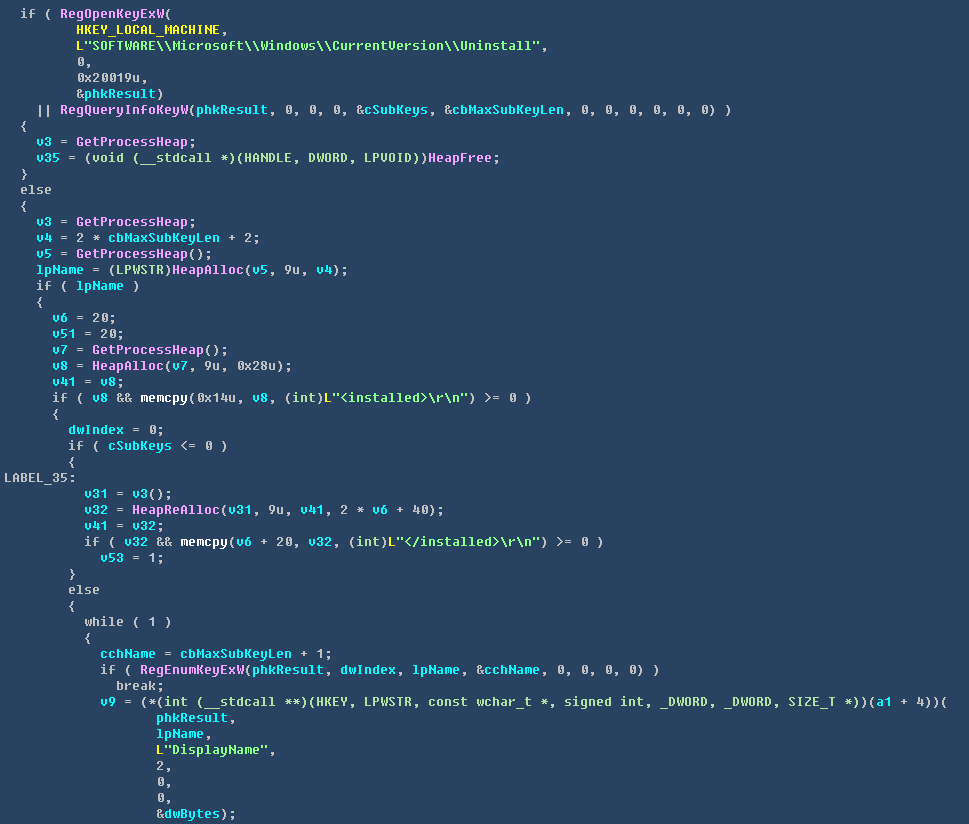 if ( RegOpenKeyExW(
HKEY_LOCAL_MACHINE,
L"SOFTWARE\\Microsoft\\Windows\\CurrentVersion\\Uninstall",
0,
0x20019u,
&phkResult)
|| RegQueryInfoKeyW(phkResult, 0, 0, 0, &cSubKeys, &cbMaxSubKeyLen, 0, 0, 0, 0, 0, 0) )
{
v3 = GetProcessHeap;
v35 = (void (__stdcall *)(HANDLE, DWORD, LPVOID))HeapFree;
}
else
{
v3 = GetProcessHeap;
v4 = 2 * cbMaxSubKeyLen + 2;
v5 = GetProcessHeap();
lpName = (LPWSTR)HeapAlloc(v5, 9u, v4);
if ( lpName )
{
v6 = 20;
v51 = 20;
v7 = GetProcessHeap();
v8 = HeapAlloc(v7, 9u, 0x28u);
v41 = v8;
if ( v8 && memcpy(0x14u, v8, (int)L"<installed>\r\n") >= 0 )
{
dwIndex = 0;
if ( cSubKeys <= 0 )
{
LABEL_35:
v31 = v3();
v32 = HeapReAlloc(v31, 9u, v41, 2 * v6 + 40);
v41 = v32;
if ( v32 && memcpy(v6 + 20, v32, (int)L"</installed>\r\n") >= 0 )
v53 = 1;
}
else
{
while ( 1 )
{
cchName = cbMaxSubKeyLen + 1;
if ( RegEnumKeyExW(phkResult, dwIndex, lpName, &cchName, 0, 0, 0, 0) )
break;
v9 = (*(int (__stdcall **)(HKEY, LPWSTR, const wchar_t *, signed int, _DWORD, _DWORD, SIZE_T *))(a1 + 4))(
phkResult,
lpName,
L"DisplayName",
2,
0,
0,
&dwBytes);